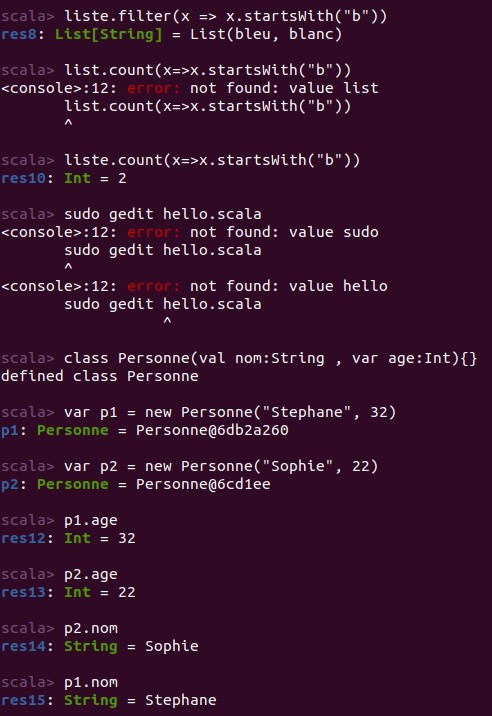 scala> liste.filter(x => x.startsWith("b"))
res8: List[String] = List(bleu, blanc)
scala> list.count(x=>x.startsWith("b"))
<console>:12: error: not found: value list
list.count(x=>x.startsWith("b"))
^
scala> liste.count(x=>x.startsWith("b"))
res10: Int = 2
scala> sudo gedit hello.scala
<console>:12: error: not found: value sudo
sudo gedit hello.scala
^
<console>:12: error: not found: value hello
sudo gedit hello.scala
^
scala> class Personne(val nom:String , var age:Int){}
defined class Personne
scala> var p1 = new Personne("Stephane", 32)
p1: Personne = Personne@6db2a260
scala> var p2 = new Personne("Sophie", 22)
p2: Personne = Personne@6cd1ee
scala> p1.age
res12: Int = 32
scala> p2.age
res13: Int = 22
scala> p2.nom
res14: String = Sophie
scala> p1.nom
res15: String = Stephane